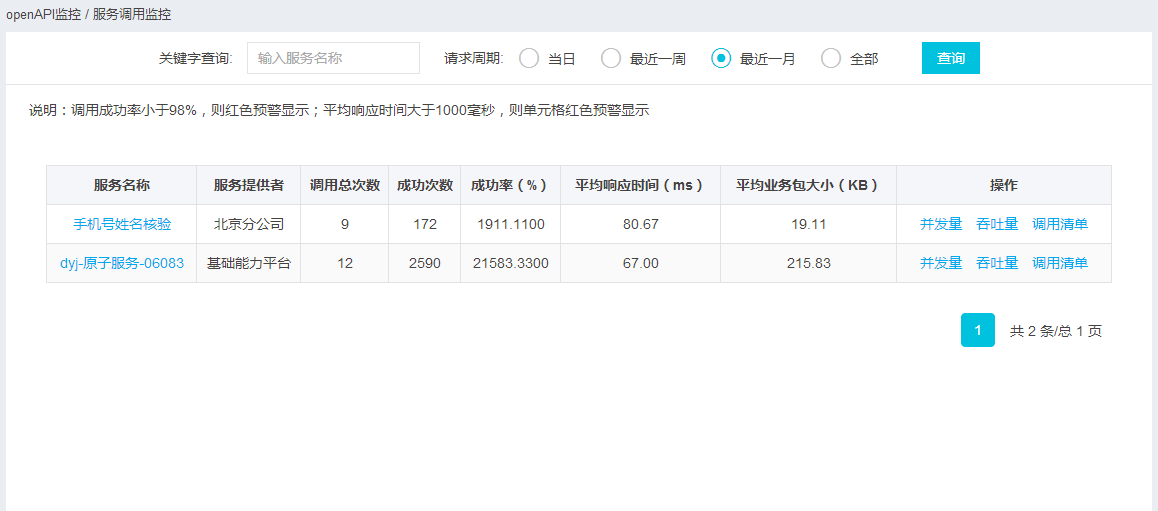 openAPI监控 / 服务调用监控
关键字查询: 输入服务名称 请求周期: 当日 最近一周 最近一月 全部 查询
说明：调用成功率小于98%，则红色预警显示；平均响应时间大于1000毫秒，则单元格红色预警显示
服务名称 服务提供者 调用总次数 成功次数 成功率（%） 平均响应时间（ms） 平均业务包大小（KB） 操作
手机号姓名核验 北京分公司 9 172 1911.1100 80.67 19.11 并发量 吞吐量 调用清单
dyj-原子服务-06083 基础能力平台 12 2590 21583.3300 67.00 215.83 并发量 吞吐量 调用清单
1 共 2 条/总 1 页